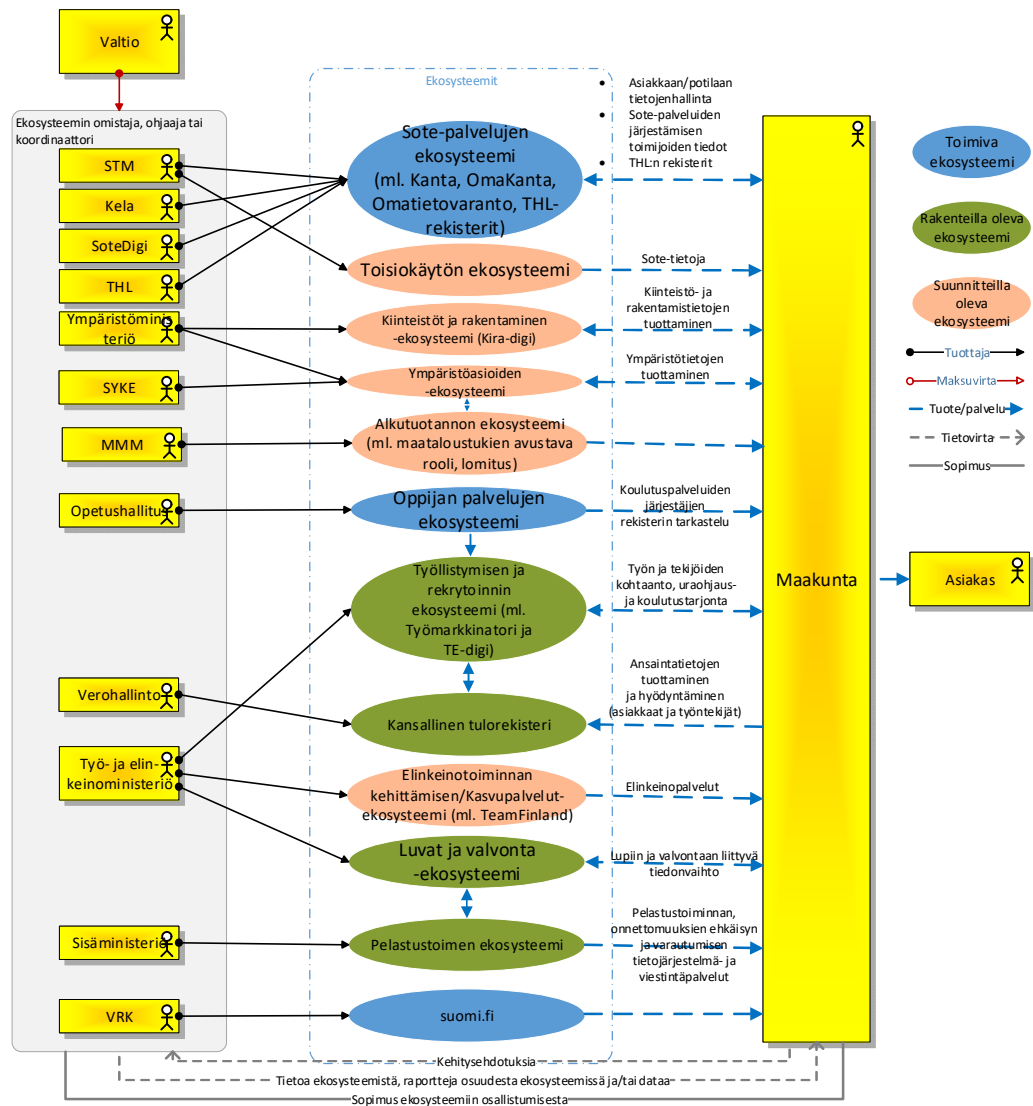 Valtio
Ekosysteemin omistaja, ohjaaja tai
koordinaattori
STM
Kela
SoteDigi
THL
Ympäristöminis
teriö
SYKE
MMM
Opetushallitus
Verohallinto
Työ- ja elin-
keinoministeriö
Sisäministeriö
VRK
Ekosysteemit
Sote-palvelujen
ekosysteemi
(ml. Kanta, OmaKanta,
Omatietovaranto, THL-
rekisterit)
Toisiokäytön ekosysteemi
Kiinteistöt ja rakentaminen
-ekosysteemi (Kira-digi)
Ympäristöasioiden
-ekosysteemi
Alkutuotannon ekosysteemi
(ml. maataloustukien avustava
rooli, lomitus)
Oppijan palvelujen
ekosysteemi
Työllistymisen ja
rekrytoinnin
ekosysteemi (ml.
Työmarkkinatori ja
TE-digi)
Kansallinen tulorekisteri
Elinkeinotoiminnan
kehittämisen/Kasvupalvelut-
ekosysteemi (ml. TeamFinland)
Luvat ja valvonta
-ekosysteemi
Pelastustoimen ekosysteemi
suomi.fi
• Asiakkaan/potilaan
tietojenhallinta
• Sote-palveluiden
järjestämisen
toimijoiden tiedot
• THL:n rekisterit
Sote-tietoja
Kiinteistö- ja
rakentamistietojen
tuottaminen
Ympäristötietojen
tuottaminen
Koulutuspalveluiden
järjestäjien
rekisterin tarkastelu
Työn ja tekijöiden
kohtaanto, uraohjaus-
ja koulutustarjonta
Ansaintatietojen
tuottaminen
ja hyödyntäminen
(asiakkaat ja työntekijät)
Elinkeinopalvelut
Lupiin ja valvontaan liittyvä
tiedonvaihto
Pelastustoiminnan,
onnettomuuksien ehkäisyn
ja varautumisen
tietojärjestelmä- ja
viestintäpalvelut
Maakunta
Asiakas
Toimiva
ekosysteemi
Rakenteilla oleva
ekosysteemi
Suunnitteilla
oleva
ekosysteemi
Tuottaja
Maksuvirta
Tuote/palvelu
Tietovirta
Sopimus
Kehitysehdotuksia
Tietoa ekosysteemistä, raportteja osuudesta ekosysteemissä ja/tai dataa
Sopimus ekosysteemiin osallistumisesta